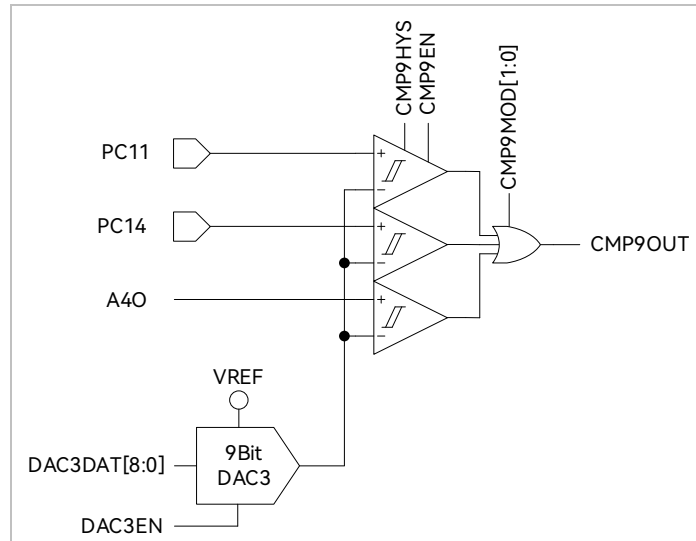 CMP9HYS
CMP9EN
CMP9MOD[1:0]
PC11
+
−
PC14
+
−
CMP9OUT
A4O
+
−
VREF
9Bit
DAC3
DAC3DAT[8:0]
DAC3EN